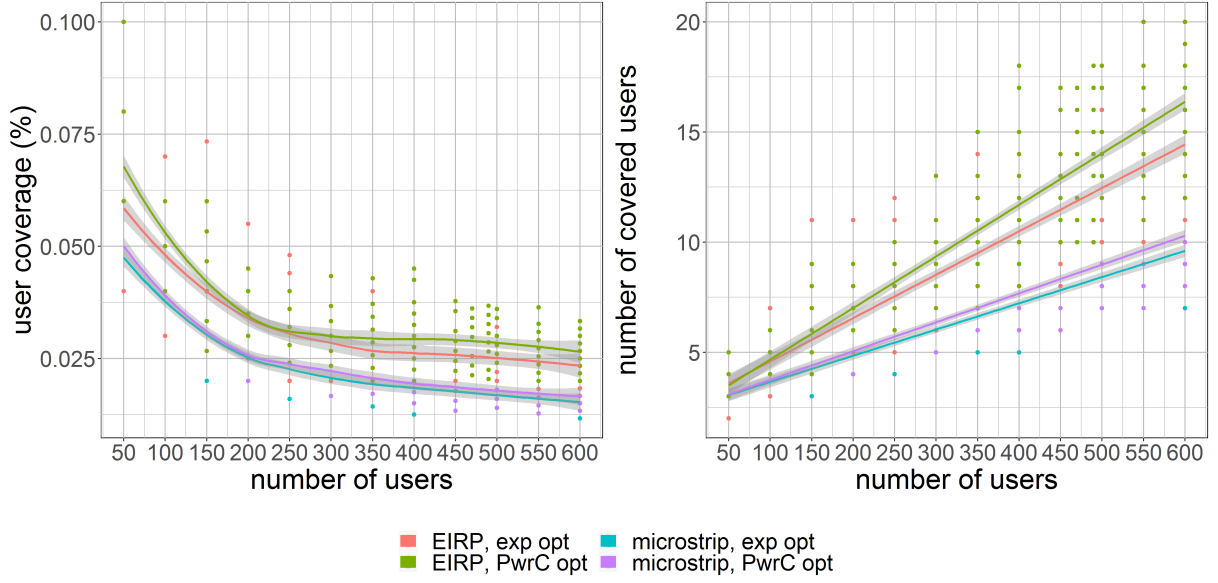 user coverage (%)
0.100
0.075
0.050
0.025
50 100 150 200 250 300 350 400 450 500 550 600
number of users
number of covered users
20
15
10
5
50 100 150 200 250 300 350 400 450 500 550 600
number of users
EIRP, exp opt
EIRP, PwrC opt
microstrip, exp opt
microstrip, PwrC opt